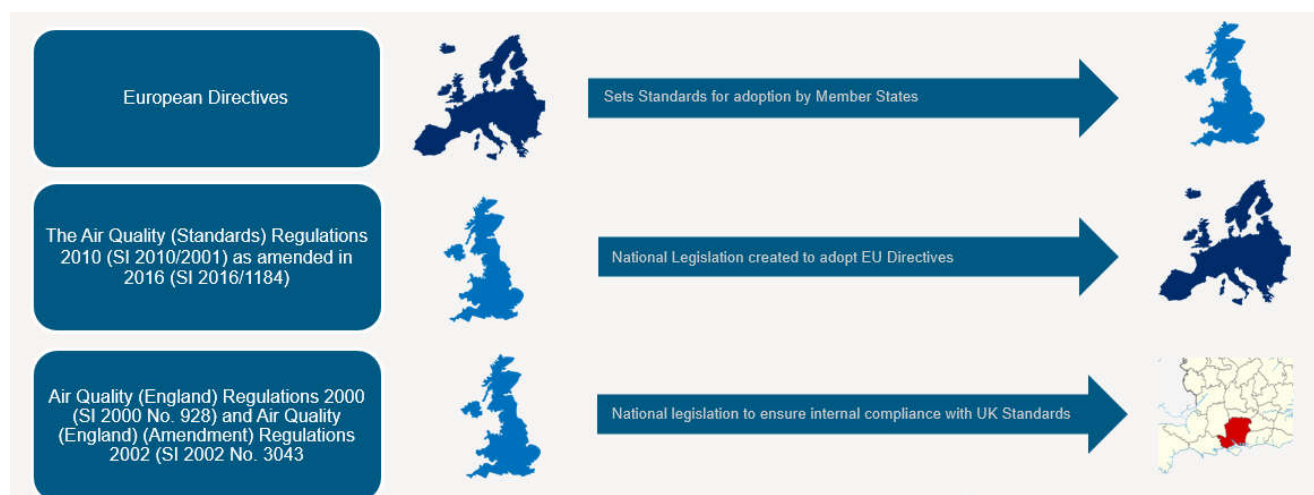 European Directives
Sets Standards for adoption by Member States
The Air Quality (Standards) Regulations
2010 (SI 2010/2001) as amended in
2016 (SI 2016/1184)
National Legislation created to adopt EU Directives
Air Quality (England) Regulations 2000
(SI 2000 No. 928) and Air Quality
(England) (Amendment) Regulations
2002 (SI 2002 No. 3043
National legislation to ensure internal compliance with UK Standards